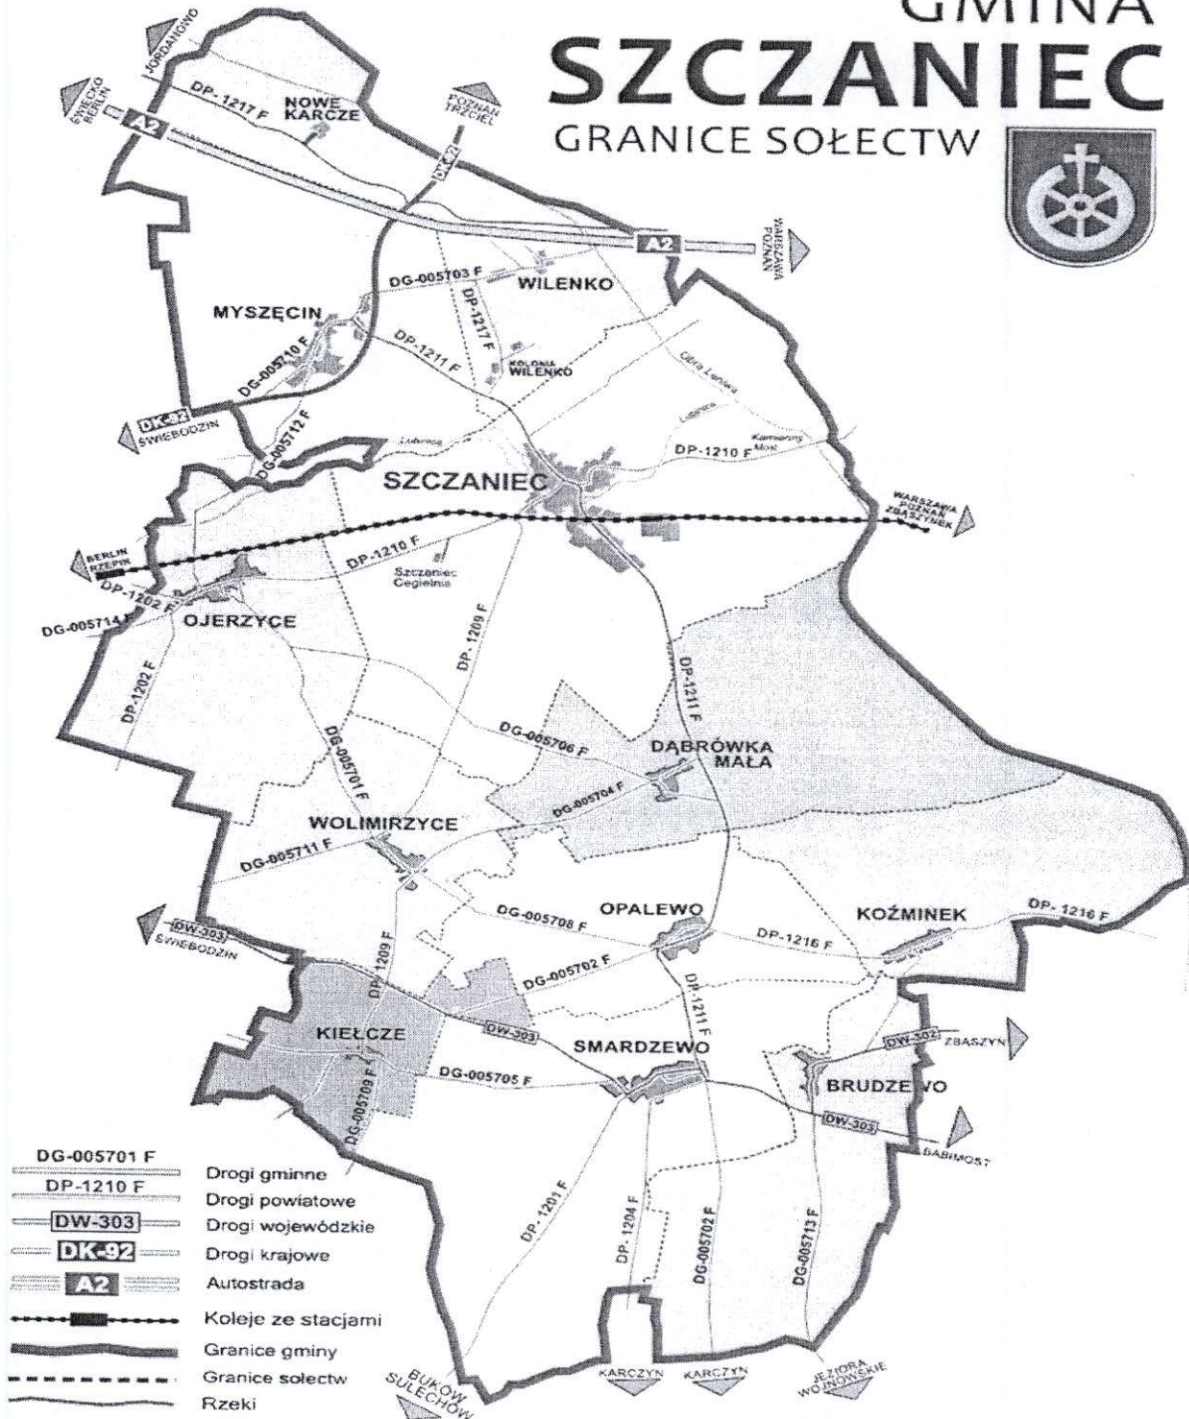 GMINA
SZCZANIEC
GRANICE SOŁECTW
JORDANOWO
ŚWIECKO
BERLIN
A2
DP-1217 F
NOWE
KARCZE
POZNAŃ
TRZCIEL
DK-92
A2
WARSZAWA
POZNAŃ
DG-005703 F
WILENKO
MYSZĘCIN
DP-1217 F
DP-1211 F
KOLONIA
WILENKO
DG-005710 F
Obra Leniwa
DK-92
ŚWIEBODZIN
DG-005712 F
Lubinica
Lubinica
Kamienny
Most
DP-1210 F
SZCZANIEC
WARSZAWA
POZNAŃ
ZBĄSZYNEK
BERLIN
RZEPIN
DP-1210 F
Szczaniec
Cegielnia
DP-1202 F
DG-005714 F
OJERZYCE
DP-1209 F
DP-1202 F
DP-1211 F
DG-005701 F
DG-005706 F
DĄBRÓWKA
MAŁA
DG-005704 F
WOLIMIRZYCE
DG-005711 F
OPALEWO
KOŹMINEK
DP-1216 F
DG-005708 F
DP-1216 F
DW-303
ŚWIEBODZIN
DP-1209 F
DG-005702 F
DP-1211 F
KIEŁCZE
DW-303
SMARDZEWO
DW-302
ZBĄSZYŃ
DG-005705 F
BRUDZEWO
DG-005709 F
DW-303
BABIMOST
DP-1201 F
DP-1204 F
DG-005702 F
DG-005713 F
BUKÓW
SULECHÓW
KARCZYN
KARCZYN
JEZIORA
WOJNOWSKIE
DG-005701 F
Drogi gminne
DP-1210 F
Drogi powiatowe
DW-303
Drogi wojewódzkie
DK-92
Drogi krajowe
A2
Autostrada
Koleje ze stacjami
Granice gminy
Granice sołectw
Rzeki